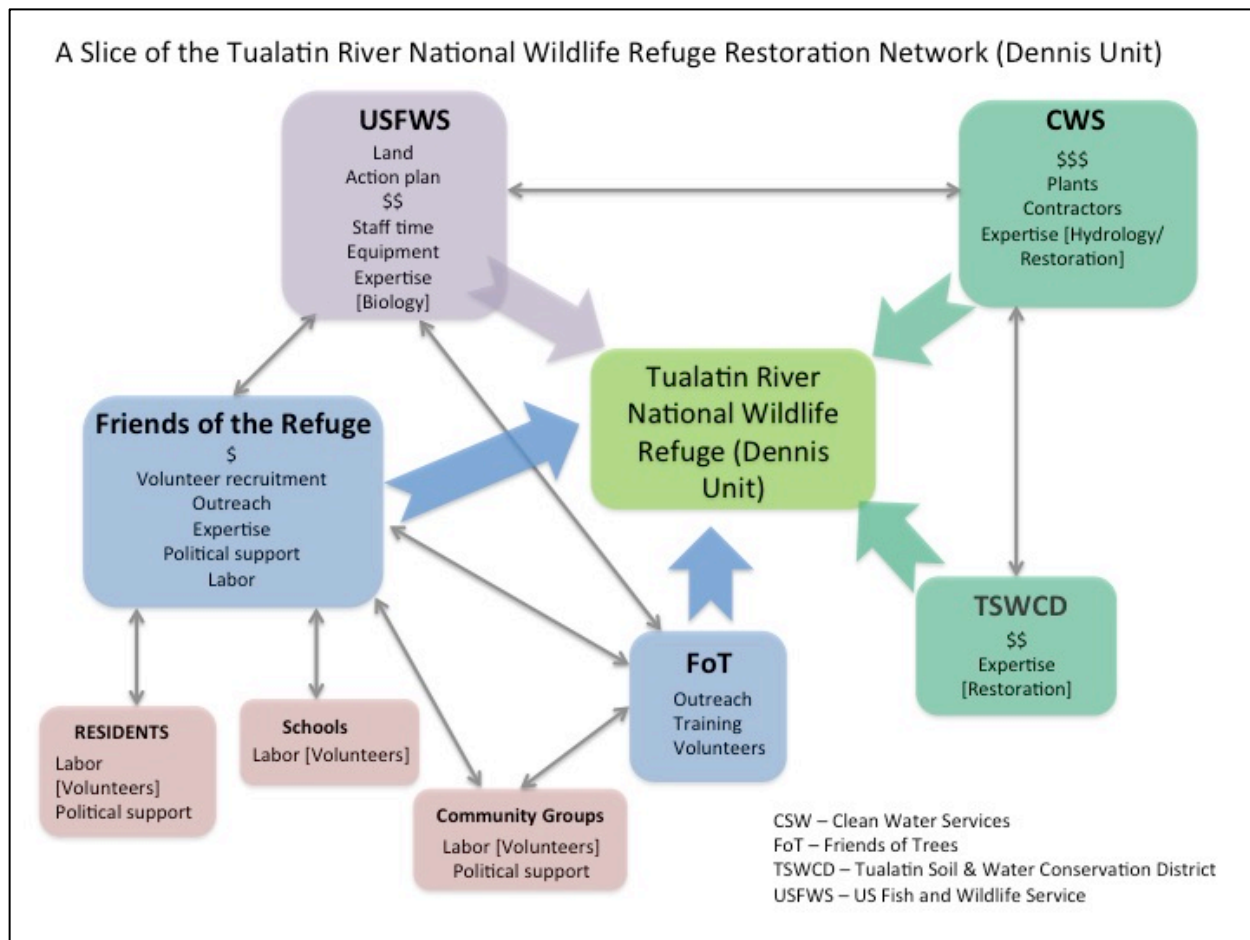 A Slice of the Tualatin River National Wildlife Refuge Restoration Network (Dennis Unit)
USFWS
Land
Action plan
$$
Staff time
Equipment
Expertise
[Biology]
CWS
$$$
Plants
Contractors
Expertise [Hydrology/
Restoration]
Tualatin River
National Wildlife
Refuge (Dennis
Unit)
Friends of the Refuge
$
Volunteer recruitment
Outreach
Expertise
Political support
Labor
TSWCD
$$
Expertise
[Restoration]
FoT
Outreach
Training
Volunteers
RESIDENTS
Labor
[Volunteers]
Political support
Schools
Labor [Volunteers]
Community Groups
Labor [Volunteers]
Political support
CSW – Clean Water Services
FoT – Friends of Trees
TSWCD – Tualatin Soil & Water Conservation District
USFWS – US Fish and Wildlife Service